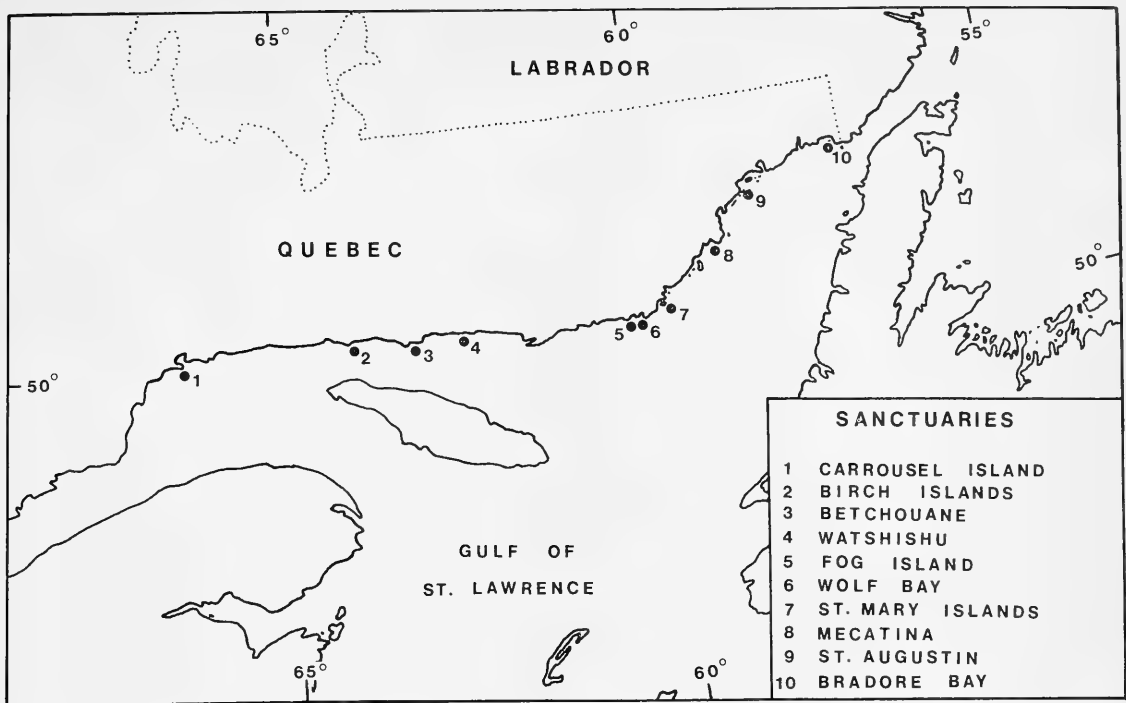 65°
60°
55°
LABRADOR
10
9
QUEBEC
8
50°
7
5 6
2 3 4
1
50°
SANCTUARIES
1 CARROUSEL ISLAND
2 BIRCH ISLANDS
3 BETCHOUANE
4 WATSHISHU
5 FOG ISLAND
6 WOLF BAY
7 ST. MARY ISLANDS
8 MECATINA
9 ST. AUGUSTIN
10 BRADORE BAY
GULF OF
ST. LAWRENCE
65°
60°